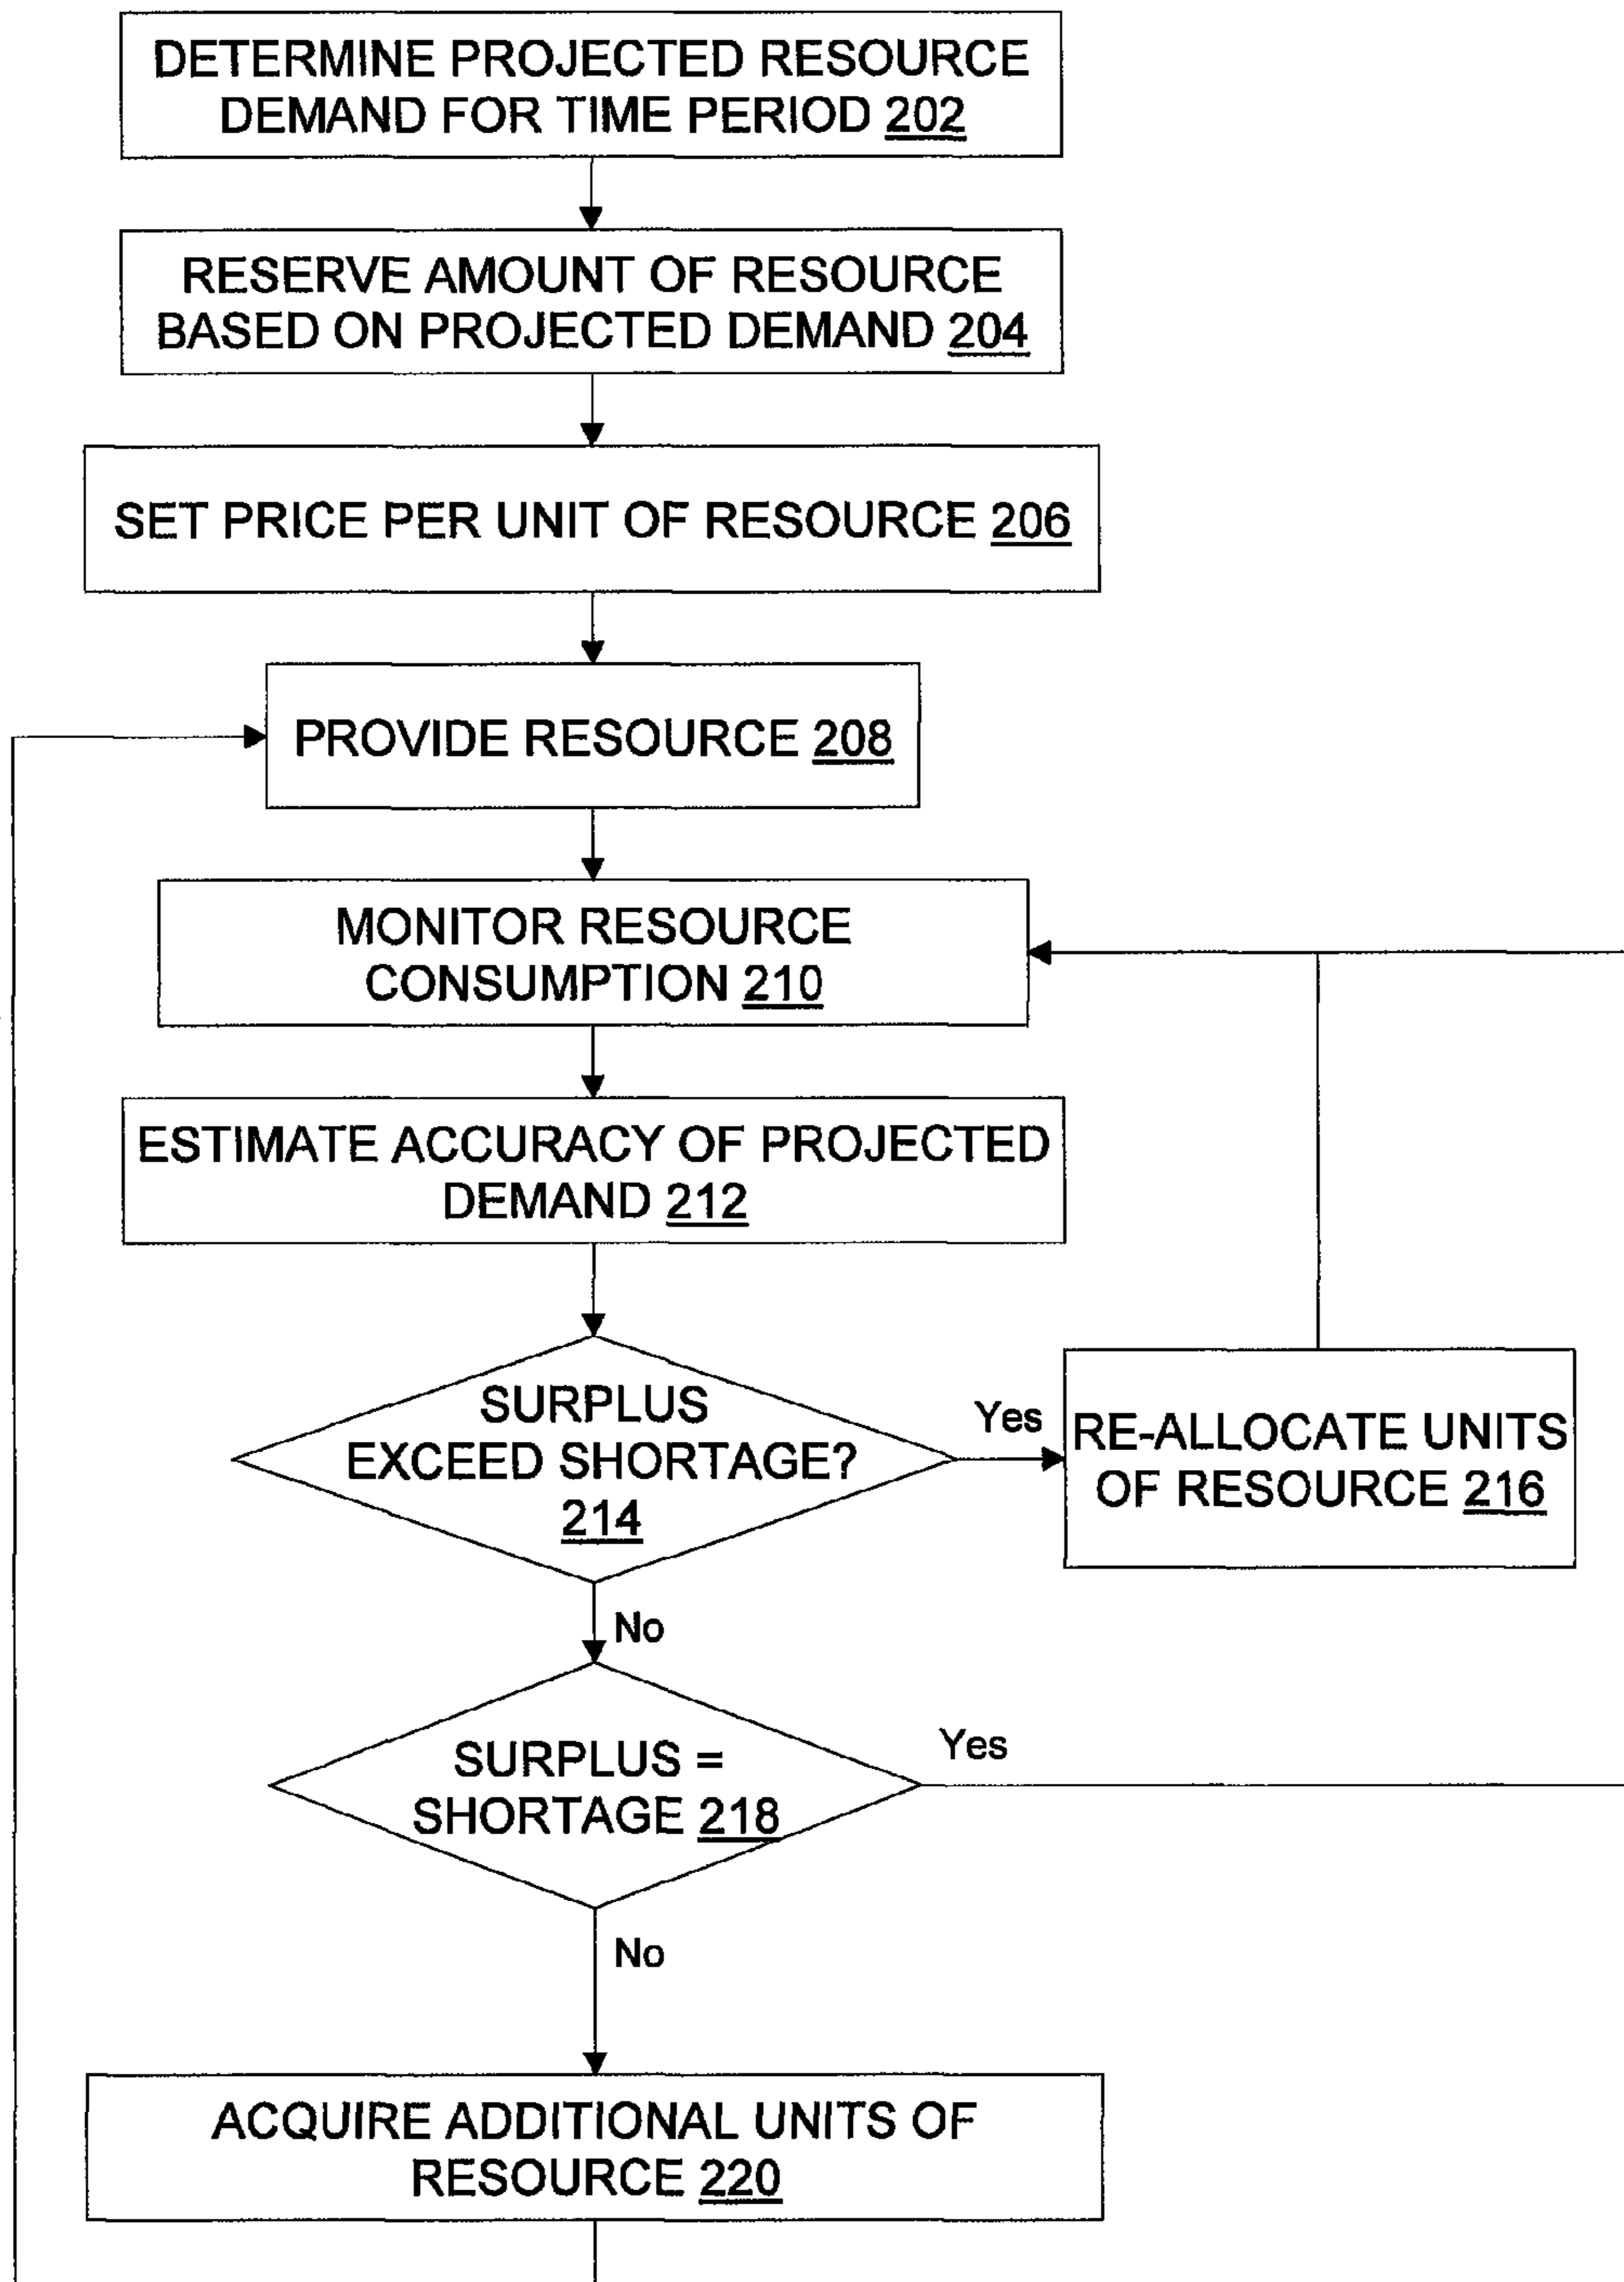 DETERMINE PROJECTED RESOURCE
DEMAND FOR TIME PERIOD 202
RESERVE AMOUNT OF RESOURCE
BASED ON PROJECTED DEMAND 204
SET PRICE PER UNIT OF RESOURCE 206
PROVIDE RESOURCE 208
MONITOR RESOURCE
CONSUMPTION 210
ESTIMATE ACCURACY OF PROJECTED
DEMAND 212
SURPLUS
EXCEED SHORTAGE?
214
Yes
RE-ALLOCATE UNITS
OF RESOURCE 216
No
SURPLUS =
SHORTAGE 218
Yes
No
ACQUIRE ADDITIONAL UNITS OF
RESOURCE 220